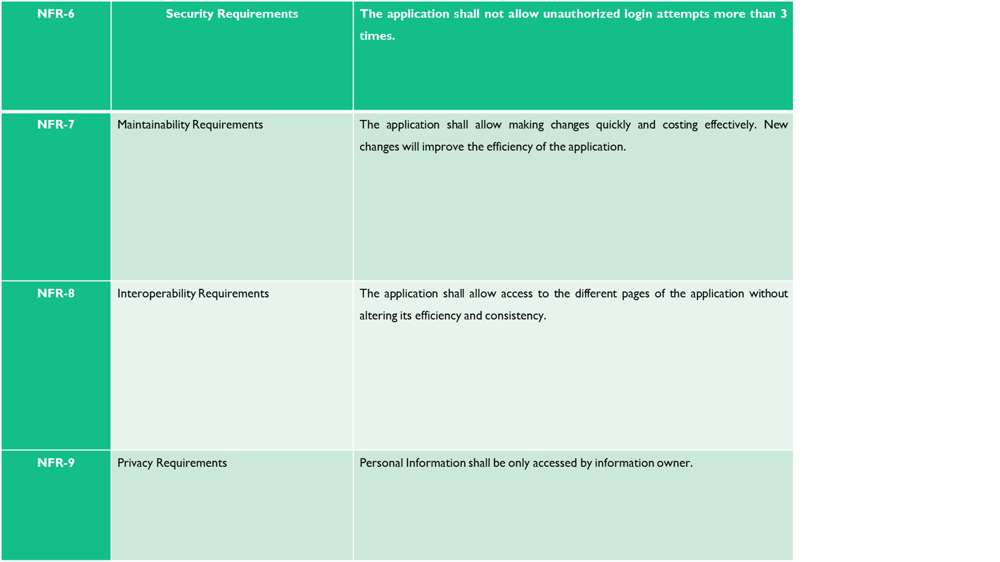 NFR-6
Security Requirements
The application shall not allow unauthorized login attempts more than 3
times.
NFR-7
Maintainability Requirements
The application shall allow making changes quickly and costing effectively. New
changes will improve the efficiency of the application.
NFR-8
Interoperability Requirements
The application shall allow access to the different pages of the application without
altering its efficiency and consistency.
NFR-9
Privacy Requirements
Personal Information shall be only accessed by information owner.